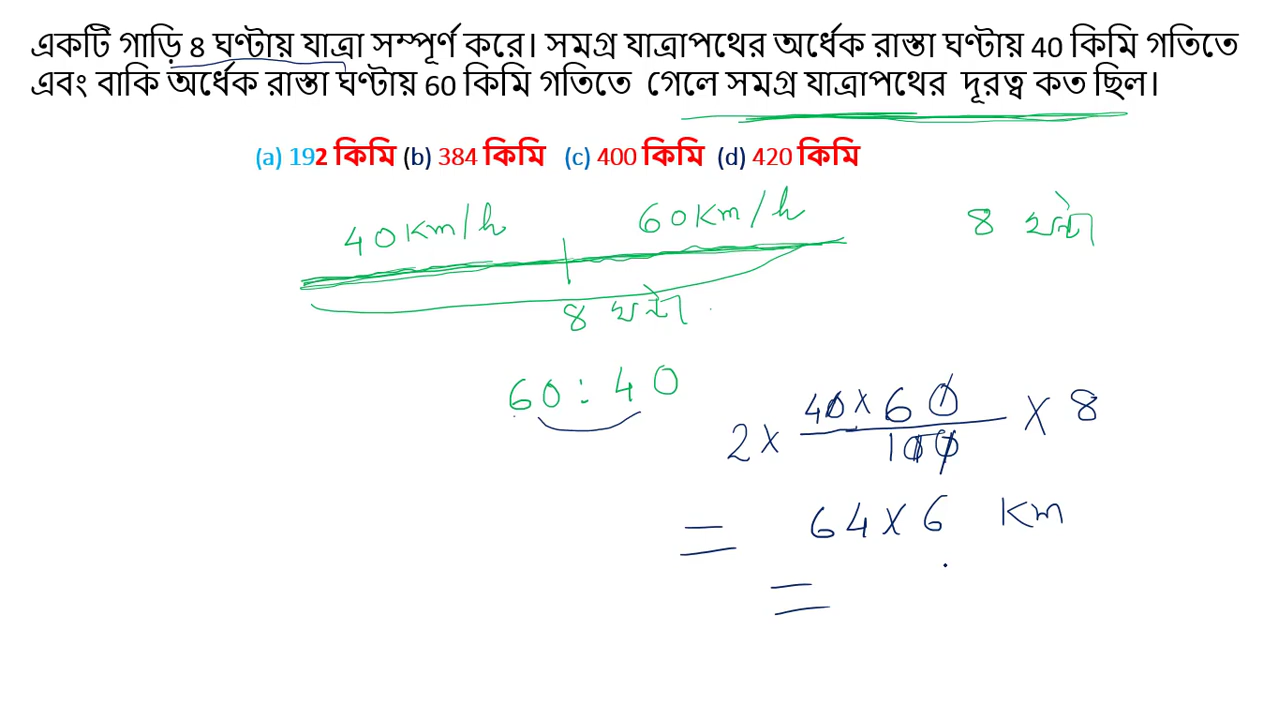 একটি গাড়ি 8 ঘণ্টায় যাত্রা সম্পূর্ণ করে। সমগ্র যাত্রাপথের অর্ধেক রাস্তা ঘণ্টায় 40 কিমি গতিতে
এবং বাকি অর্ধেক রাস্তা ঘণ্টায় 60 কিমি গতিতে গেলে সমগ্র যাত্রাপথের দূরত্ব কত ছিল।
(a) 192 কিমি (b) 384 কিমি (c) 400 কিমি (d) 420 কিমি
40 km/h 60 km/h 8 ঘন্টা
8 ঘন্টা
60 : 40
2 × 40 × 60 / 100 × 8
= 64 × 6 km
=